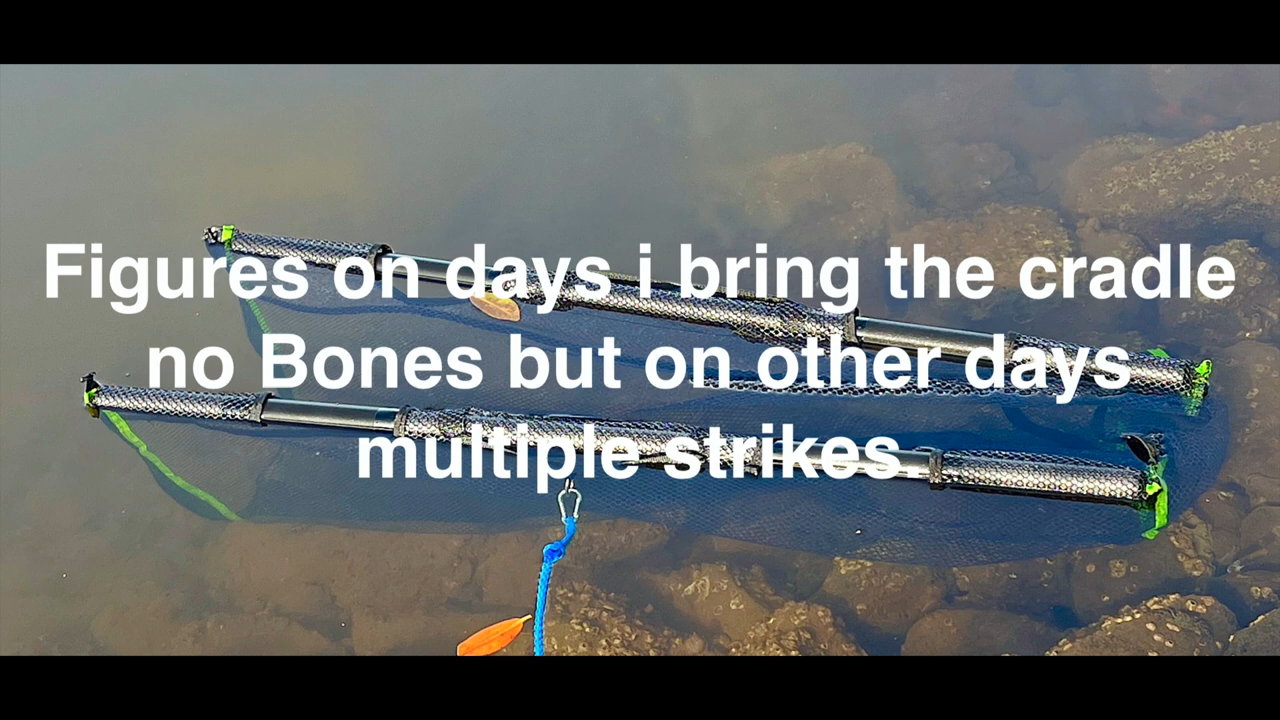 Figures on days i bring the cradle
no Bones but on other days
multiple strikes.